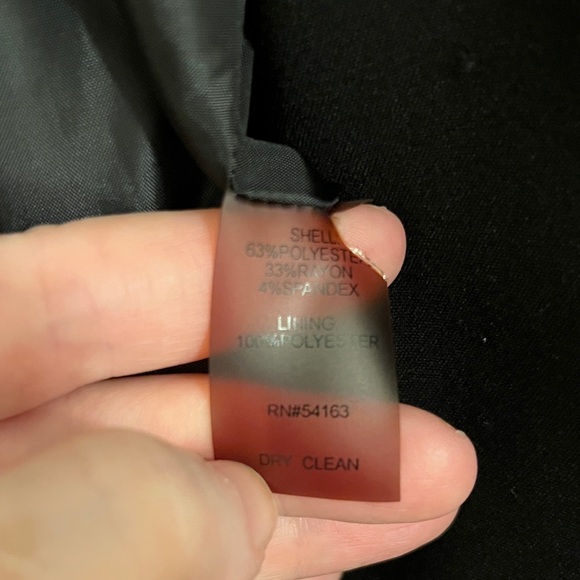 SHELL
63%POLYESTER
33%RAYON
4%SPANDEX
LINING
100%POLYESTER
RN#54163
DRY CLEAN